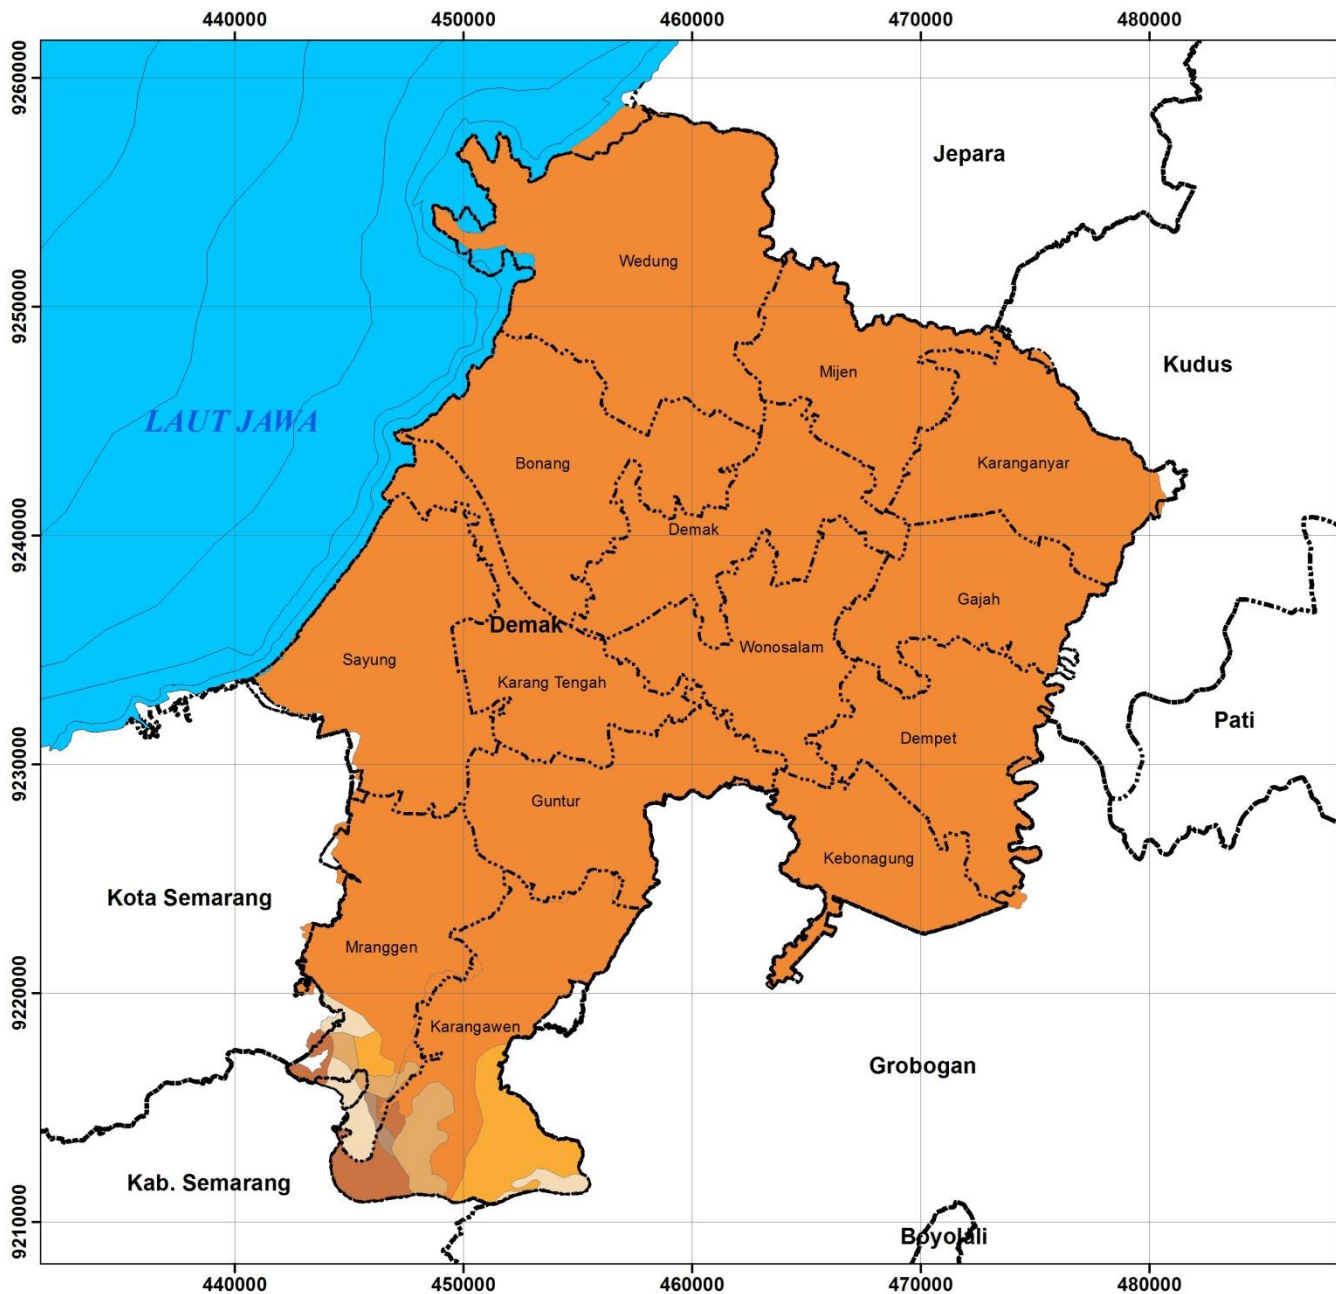 440000 450000 460000 470000 480000
9260000
Jepara
Wedung
9250000
Kudus
Mijen
LAUT JAWA
Bonang
Karanganyar
9240000
Demak
Gajah
Demak
Wonosalam
Sayung
Karang Tengah
Pati
Dempet
9230000
Guntur
Kebonagung
Kota Semarang
Mranggen
9220000
Karangawen
Grobogan
Kab. Semarang
9210000
Boyolali
440000 450000 460000 470000 480000